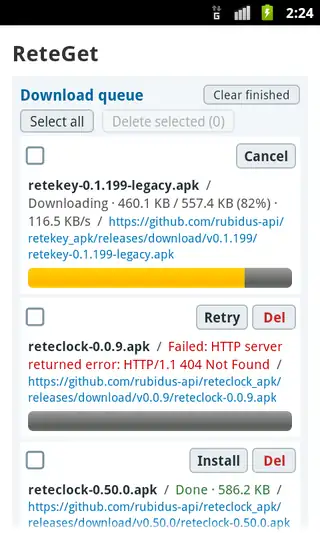 G 2:24
ReteGet
Download queue Clear finished
Select all Delete selected (0)
Cancel
retekey-0.1.199-legacy.apk /
Downloading · 460.1 KB / 557.4 KB (82%) ·
116.5 KB/s / https://github.com/rubidus-api/
retekey_apk/releases/download/v0.1.199/
retekey-0.1.199-legacy.apk
Retry Del
reteclock-0.0.9.apk / Failed: HTTP server
returned error: HTTP/1.1 404 Not Found /
https://github.com/rubidus-api/reteclock_apk/
releases/download/v0.0.9/reteclock-0.0.9.apk
Install Del
reteclock-0.50.0.apk / Done · 586.2 KB /
https://github.com/rubidus-api/reteclock_apk/
releases/download/v0.50.0/reteclock-0.50.0.apk